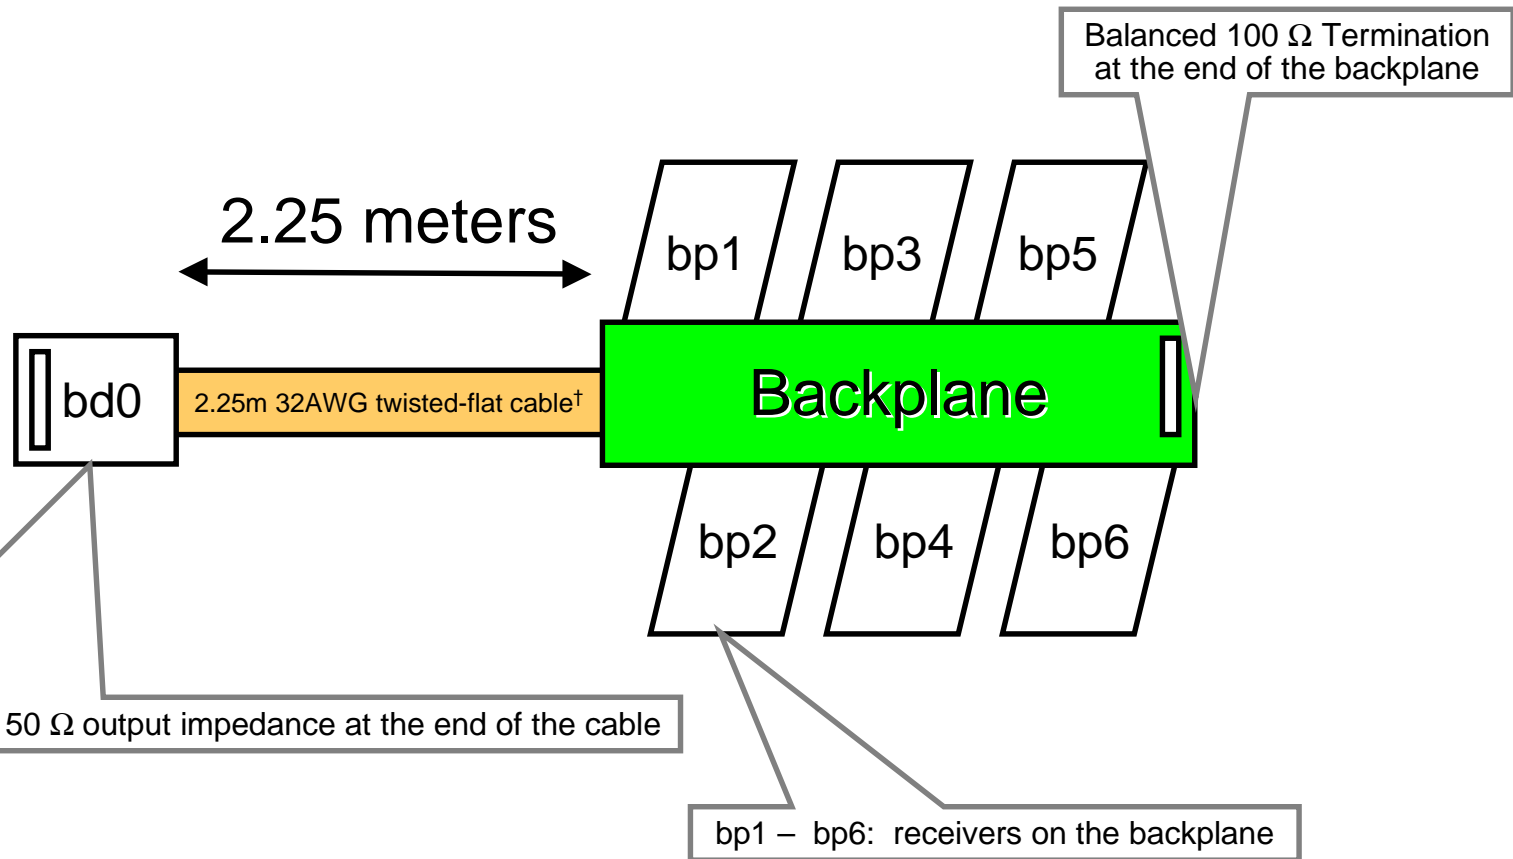 Balanced 100 Ω Termination
at the end of the backplane
2.25 meters
bp1
bp3
bp5
bd0
2.25m 32AWG twisted-flat cable†
Backplane
bp2
bp4
bp6
50 Ω output impedance at the end of the cable
bp1 – bp6: receivers on the backplane